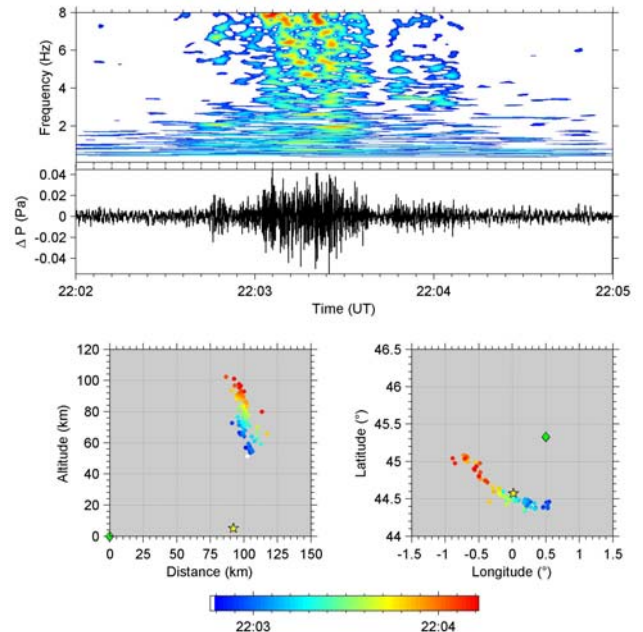 8
6
4
2
Frequency (Hz)
0.04
0.02
0
-0.02
-0.04
Δ P (Pa)
22:02 22:03 22:04 22:05
Time (UT)
120
100
80
60
40
20
0
Altitude (km)
0 25 50 75 100 125 150
Distance (km)
46.5
46
45.5
45
44.5
44
Latitude (°)
-1.5 -1 -0.5 0 0.5 1 1.5
Longitude (°)
22:03 22:04